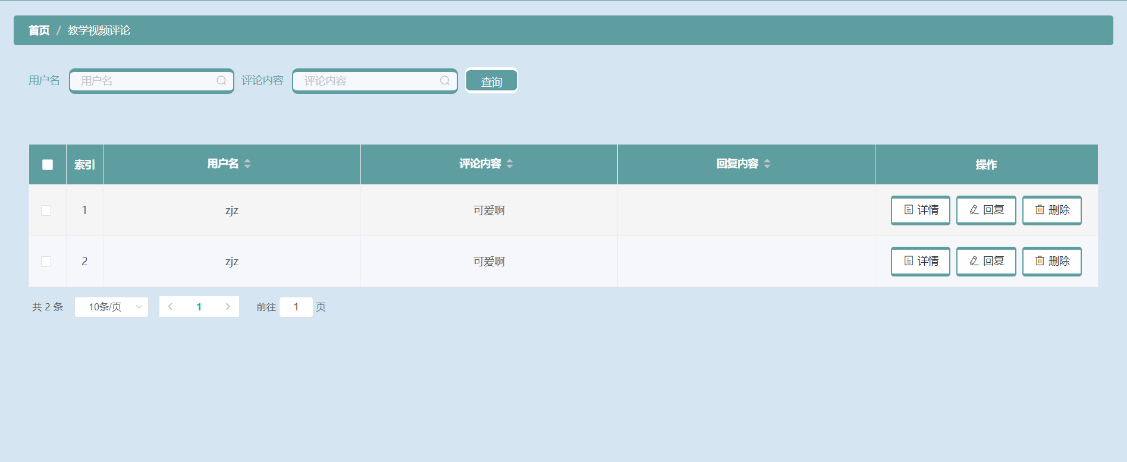 首页 / 教学视频评论
用户名 用户名 评论内容 评论内容 查询
索引 用户名 评论内容 回复内容 操作
1 zjz 可爱啊 详情 回复 删除
2 zjz 可爱啊 详情 回复 删除
共 2 条 10条/页 1 前往 1 页